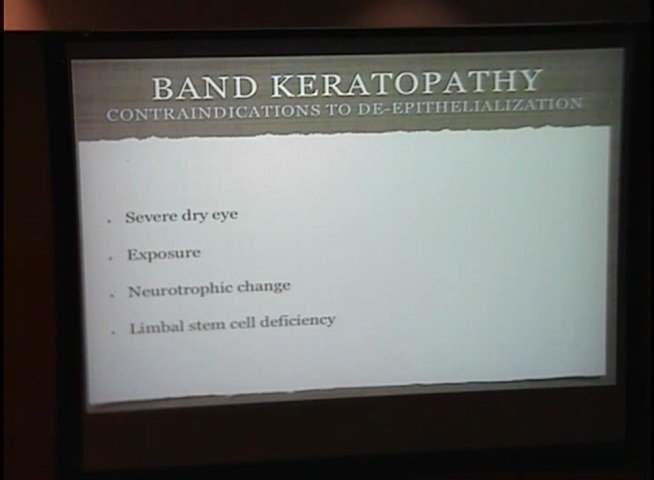 BAND KERATOPATHY
CONTRAINDICATIONS TO DE-EPITHELIALIZATION
• Severe dry eye
• Exposure
• Neurotrophic change
• Limbal stem cell deficiency